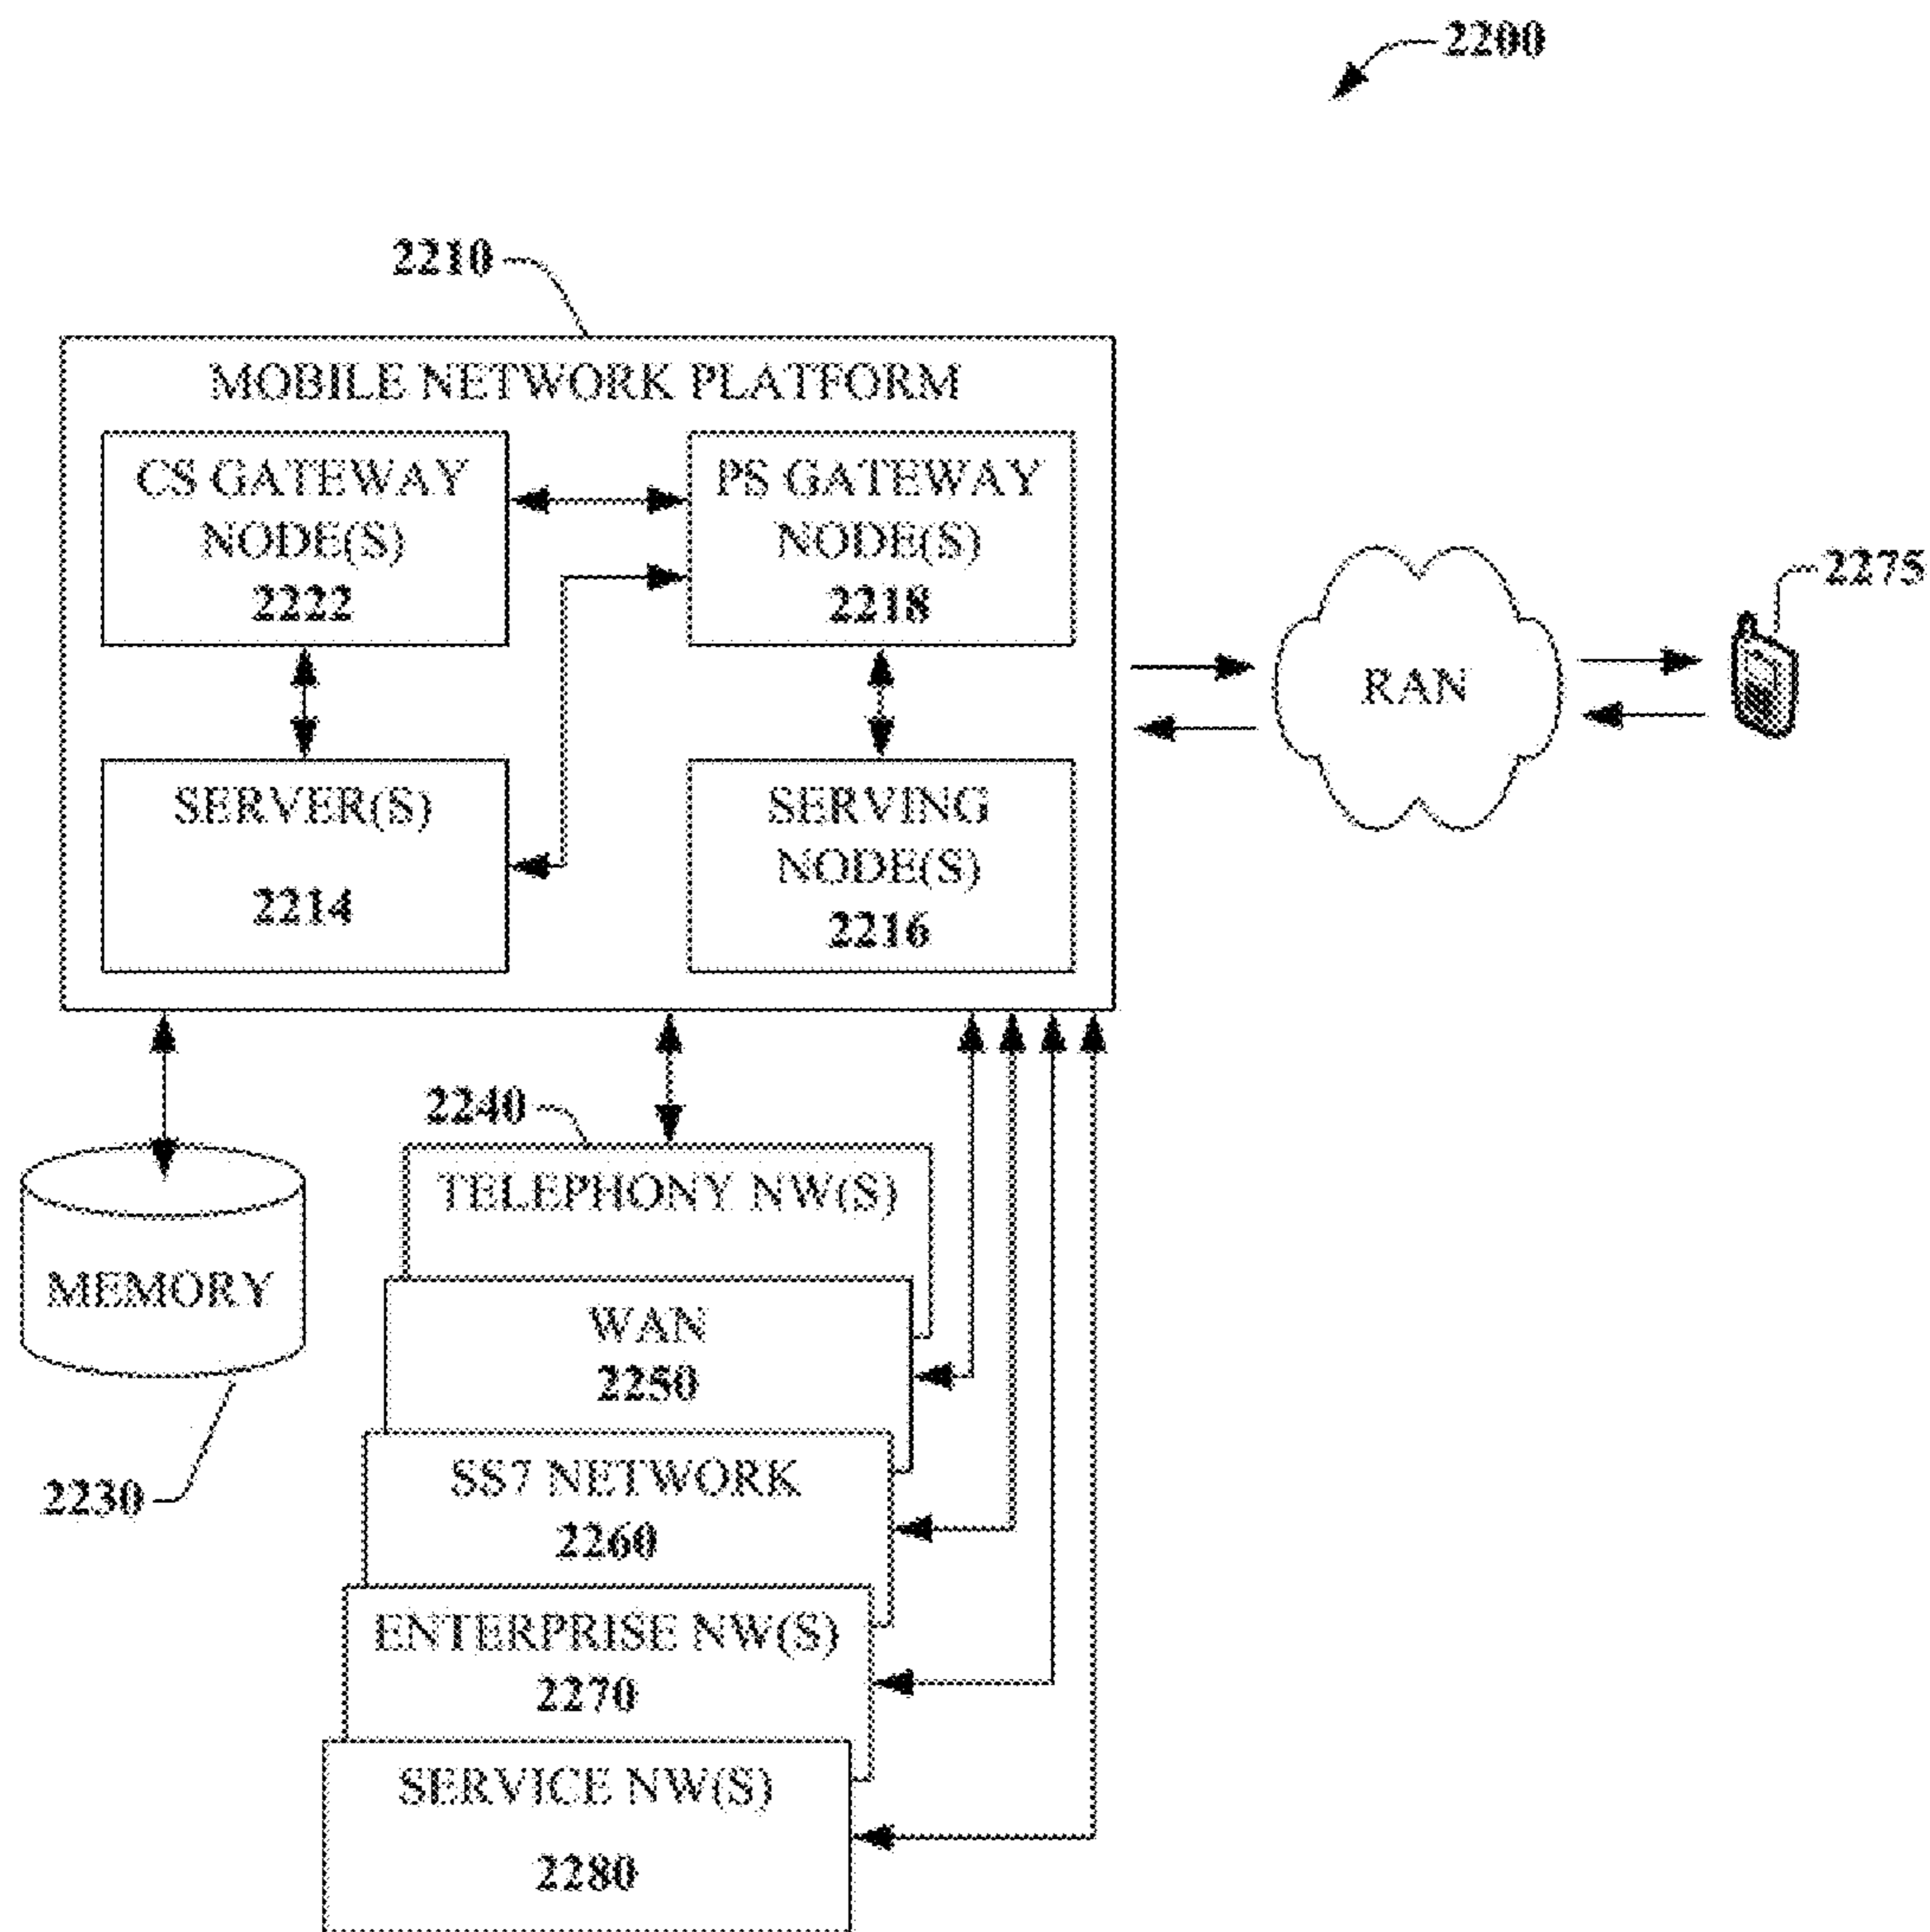 2200
2210
MOBILE NETWORK PLATFORM
CS GATEWAY
NODE(S)
2222
PS GATEWAY
NODE(S)
2218
SERVER(S)
2214
SERVING
NODE(S)
2216
RAN
2275
2240
TELEPHONY NW(S)
MEMORY
2230
WAN
2250
SS7 NETWORK
2260
ENTERPRISE NW(S)
2270
SERVICE NW(S)
2280